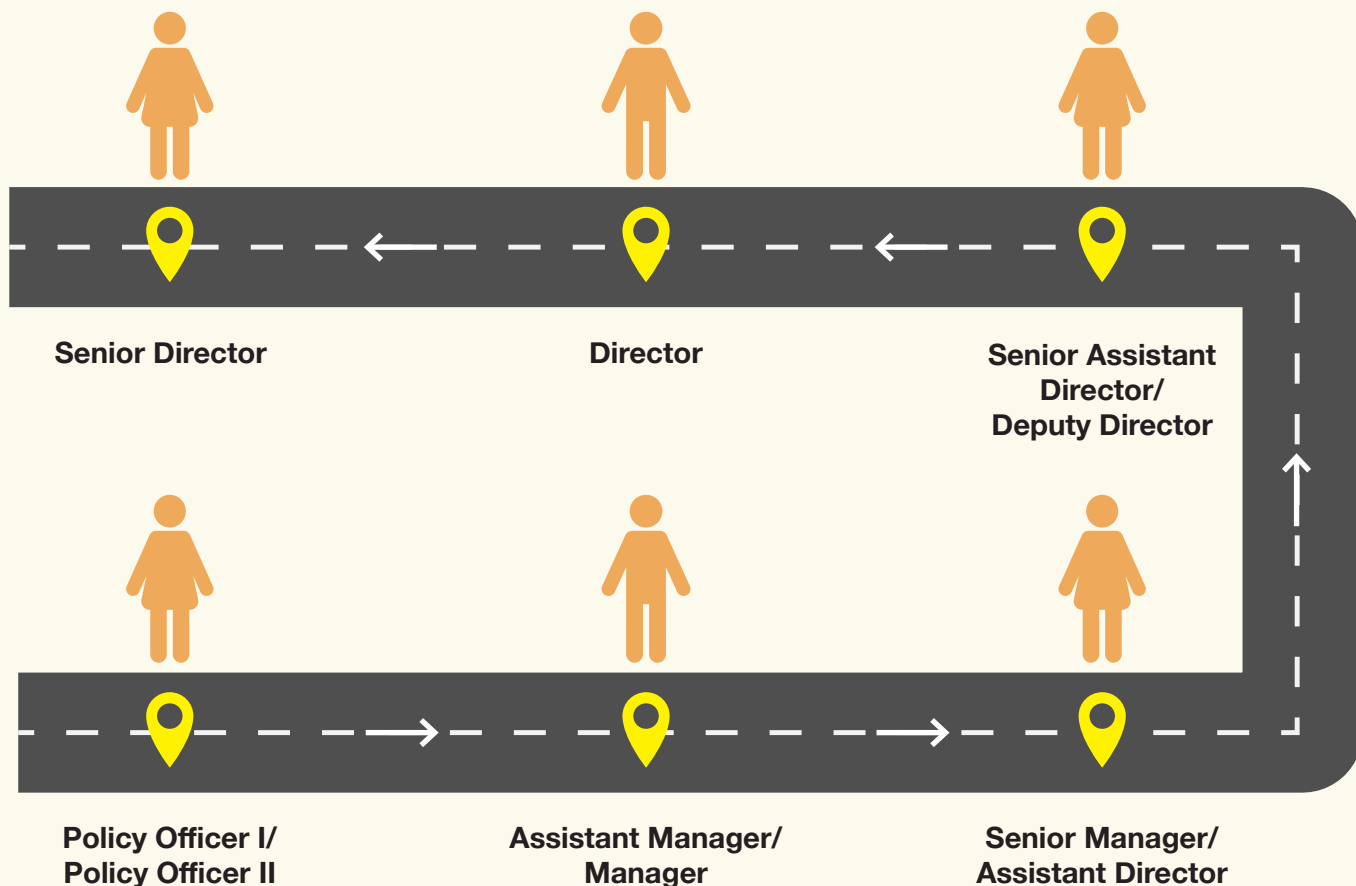 Senior Director
Director
Senior Assistant
Director/
Deputy Director
Policy Officer I/
Policy Officer II
Assistant Manager/
Manager
Senior Manager/
Assistant Director